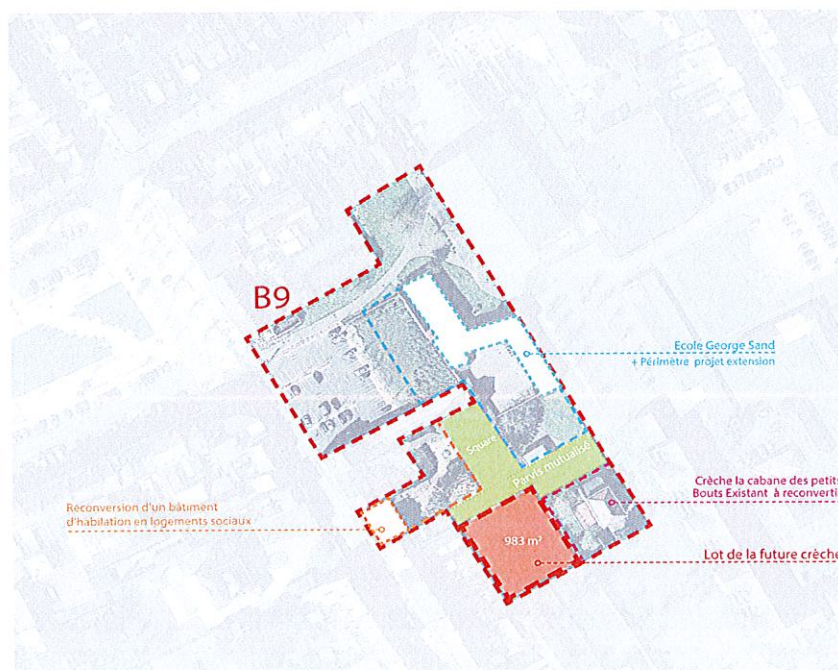 B9
Ecole George Sand
+ Périmètre projet extension
Square
Parvis mutualisé
Crèche la cabane des petits
Bouts Existant à reconverti
Réconversion d'un bâtiment
d'habilation en logements sociaux
983 m²
Lot de la future crèche